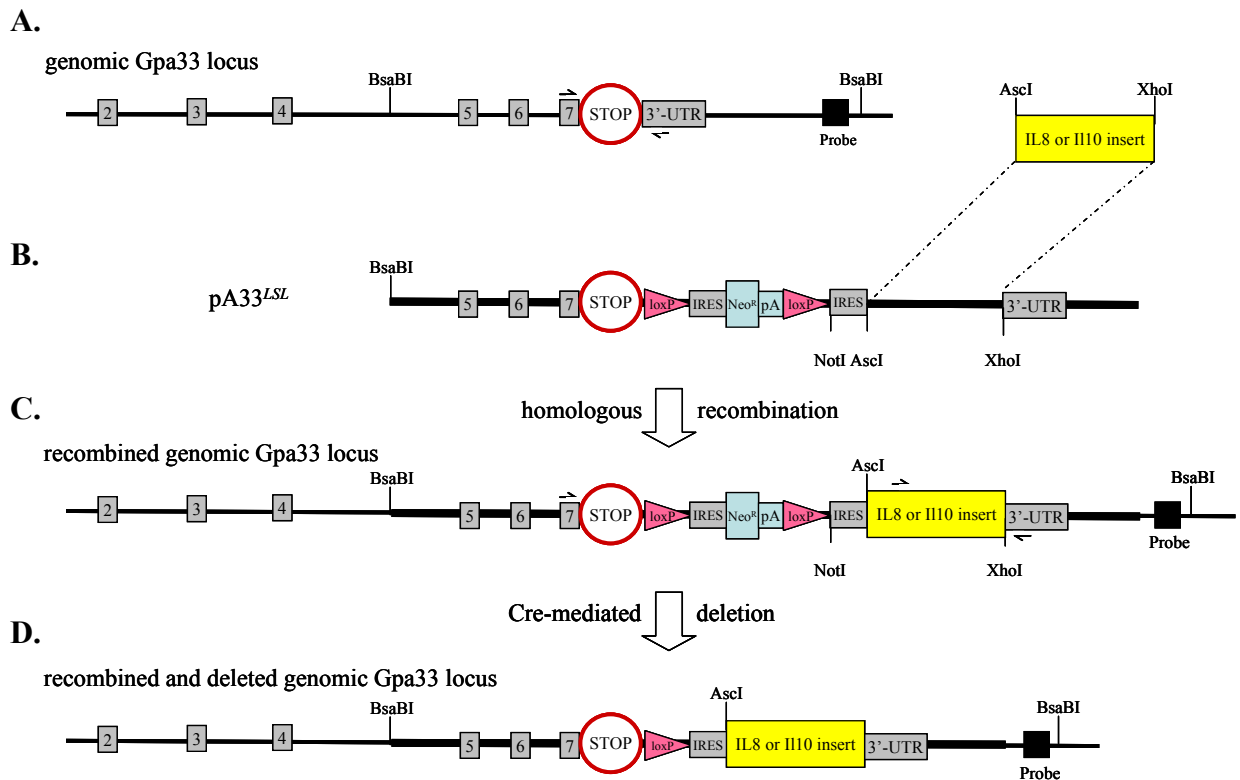 A.
genomic Gpa33 locus
BsaBI
BsaBI
AscI
XhoI
2
3
4
5
6
7
STOP
3’-UTR
Probe
IL8 or Il10 insert
B.
pA33LSL
BsaBI
5
6
7
STOP
loxP
IRES
NeoR
pA
loxP
IRES
3’-UTR
NotI AscI
XhoI
homologous recombination
C.
recombined genomic Gpa33 locus
BsaBI
AscI
BsaBI
2
3
4
5
6
7
STOP
loxP
IRES
NeoR
pA
loxP
IRES
IL8 or Il10 insert
3’-UTR
Probe
NotI
XhoI
Cre-mediated deletion
D.
recombined and deleted genomic Gpa33 locus
BsaBI
AscI
BsaBI
2
3
4
5
6
7
STOP
loxP
IRES
IL8 or Il10 insert
3’-UTR
Probe